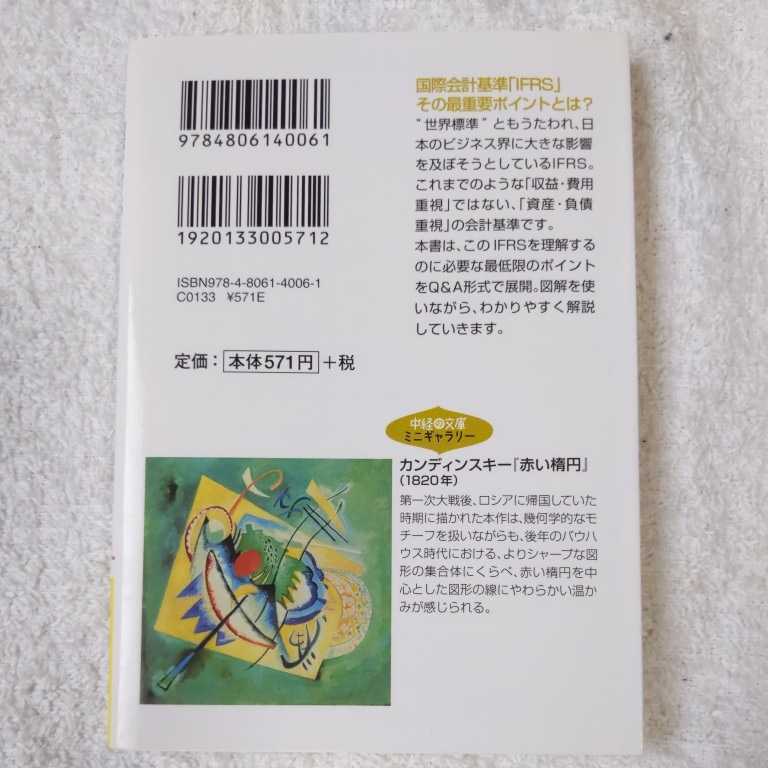 9784806140061
1920133005712
ISBN978-4-8061-4006-1
C0133 ¥571E
定価：本体571円＋税
国際会計基準「IFRS」
その最重要ポイントとは？
“世界標準”ともうたわれ、日
本のビジネス界に大きな影響
を及ぼそうとしているIFRS。
これまでのような「収益・費用
重視」ではない、「資産・負債
重視」の会計基準です。
本書は、このIFRSを理解する
のに必要な最低限のポイント
をQ&A形式で展開。図解を使
いながら、わかりやすく解説
していきます。
中経の文庫
ミニギャラリー
カンディンスキー『赤い楕円』
（1820年）
第一次大戦後、ロシアに帰国していた
時期に描かれた本作は、幾何学的なモ
チーフを扱いながらも、後年のバウハ
ウス時代における、よりシャープな図
形の集合体にくらべ、赤い楕円を中
心とした図形の線にやわらかい温か
みが感じられる。